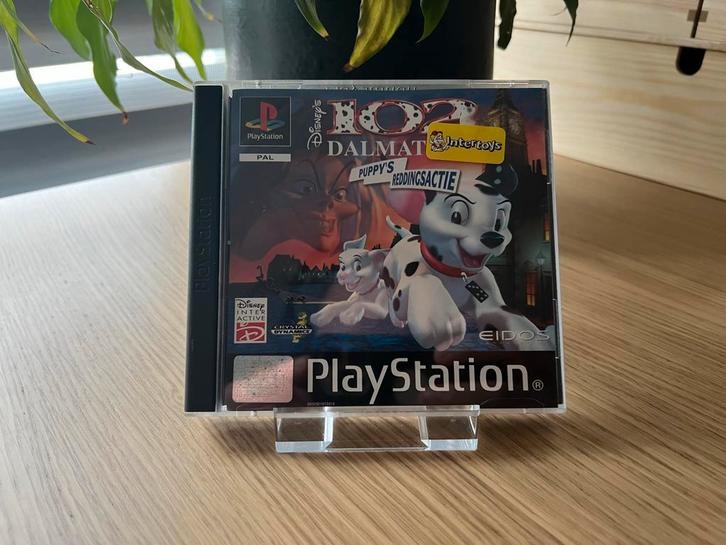 PlayStation
PAL
DISNEY'S
102
DALMAT
Intertoys
PUPPY'S
REDDINGSACTIE
PlayStation
DISNEY
INTER
ACTIVE
CRYSTAL
DYNAMICS
EIDOS
PlayStation®